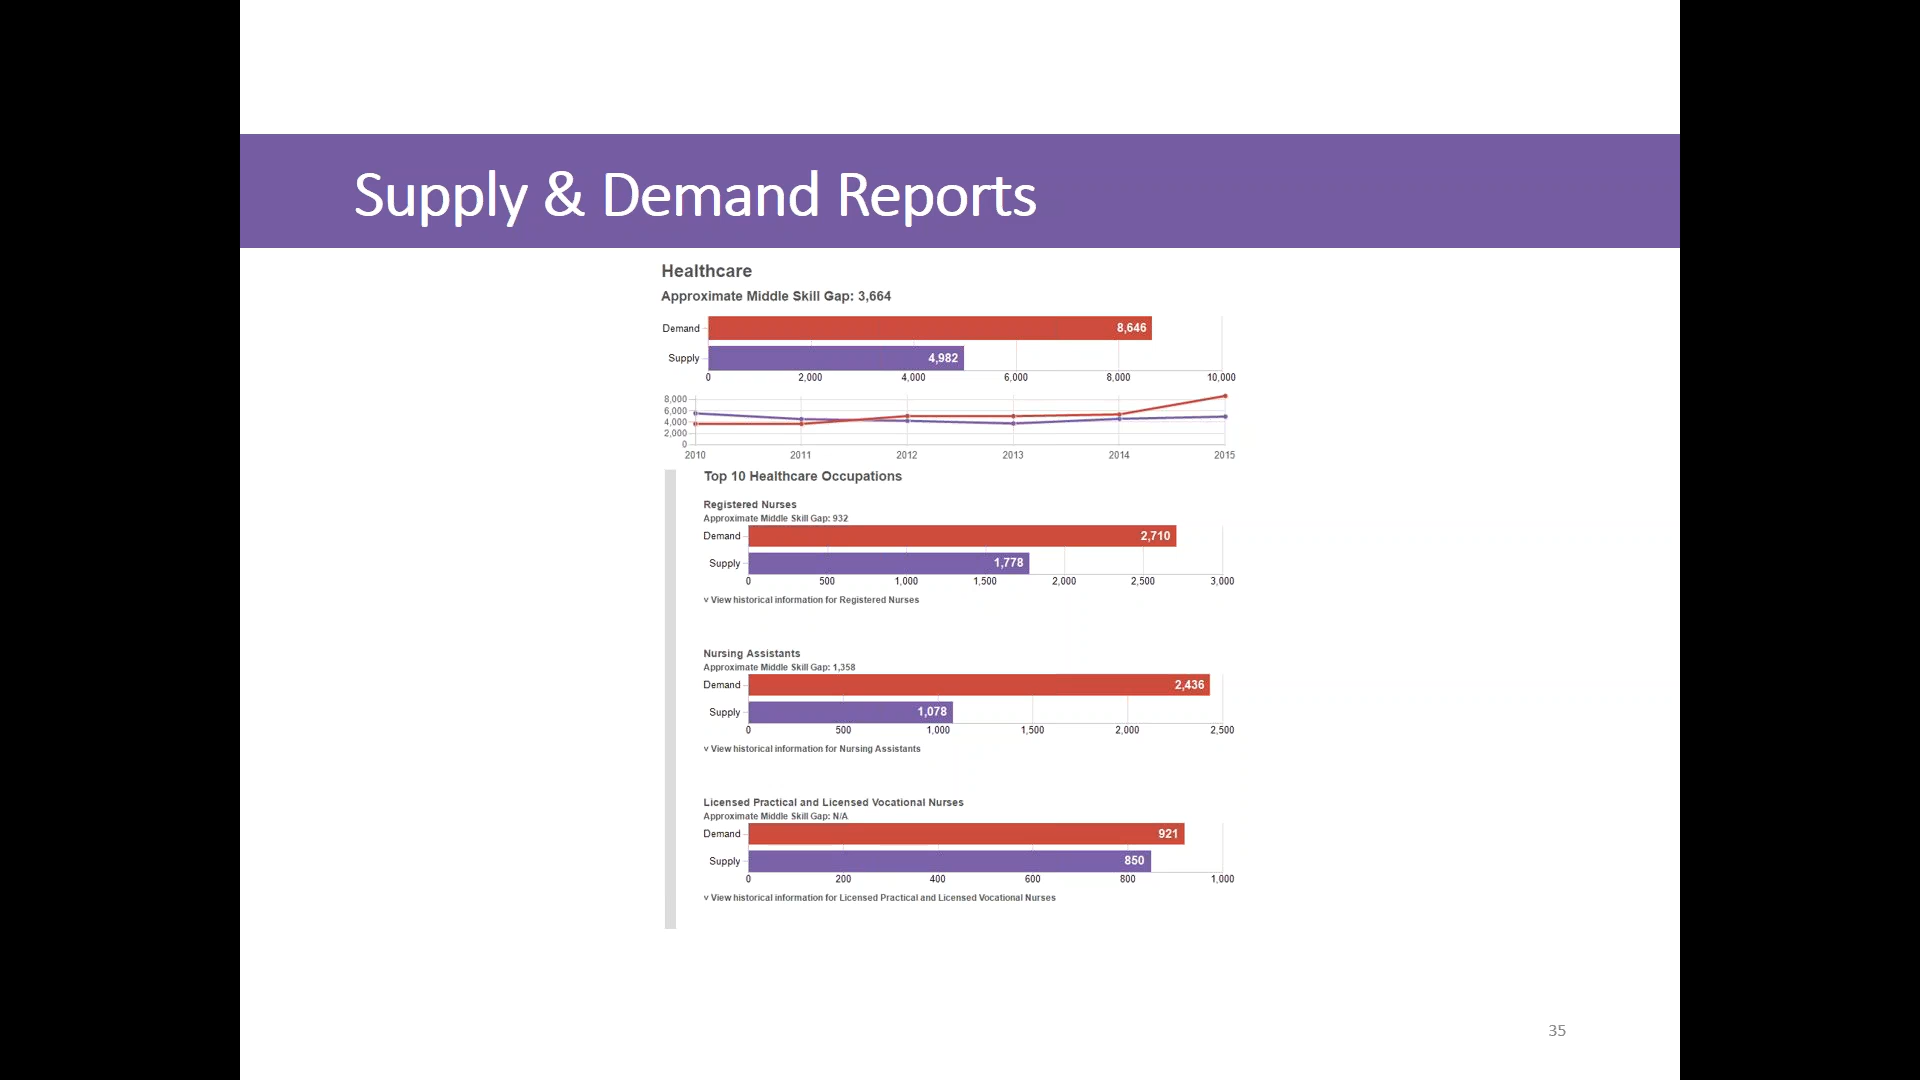 Supply & Demand Reports
Healthcare
Approximate Middle Skill Gap: 3,664
Demand 8,646
Supply 4,982
0 2,000 4,000 6,000 8,000 10,000
8,000
6,000
4,000
2,000
0
2010 2011 2012 2013 2014 2015
Top 10 Healthcare Occupations
Registered Nurses
Approximate Middle Skill Gap: 932
Demand 2,710
Supply 1,778
0 500 1,000 1,500 2,000 2,500 3,000
v View historical information for Registered Nurses
Nursing Assistants
Approximate Middle Skill Gap: 1,358
Demand 2,436
Supply 1,078
0 500 1,000 1,500 2,000 2,500
v View historical information for Nursing Assistants
Licensed Practical and Licensed Vocational Nurses
Approximate Middle Skill Gap: N/A
Demand 921
Supply 850
0 200 400 600 800 1,000
v View historical information for Licensed Practical and Licensed Vocational Nurses
35